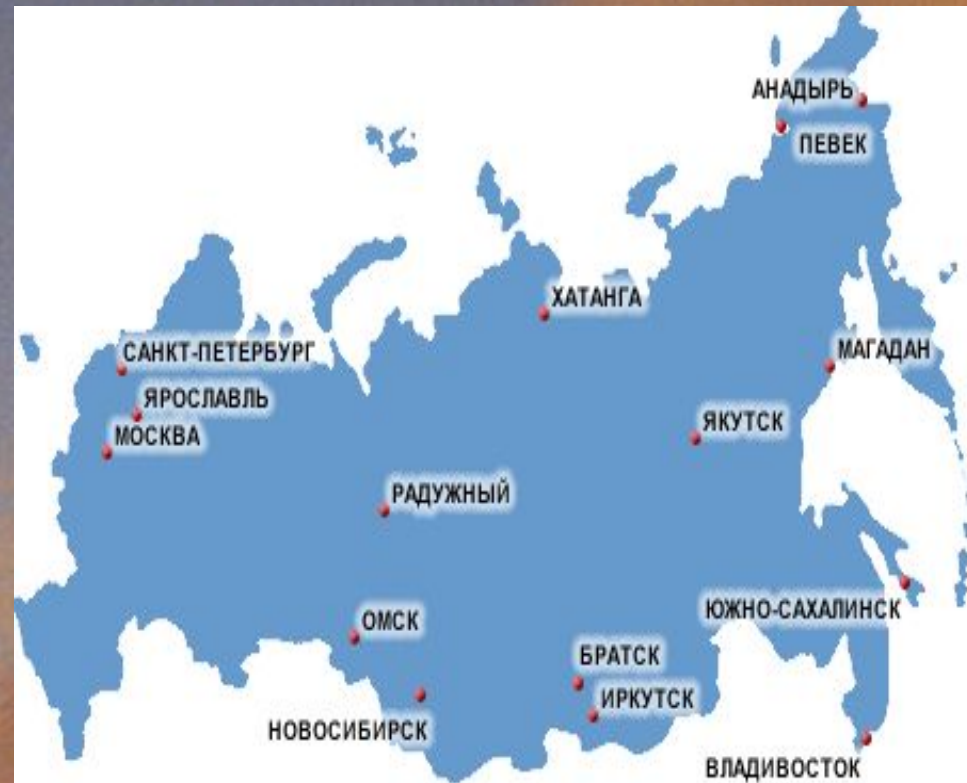 АНАДЫРЬ
ПЕВЕК
ХАТАНГА
САНКТ-ПЕТЕРБУРГ
МАГАДАН
ЯРОСЛАВЛЬ
МОСКВА
ЯКУТСК
РАДУЖНЫЙ
ЮЖНО-САХАЛИНСК
ОМСК
БРАТСК
ИРКУТСК
НОВОСИБИРСК
ВЛАДИВОСТОК